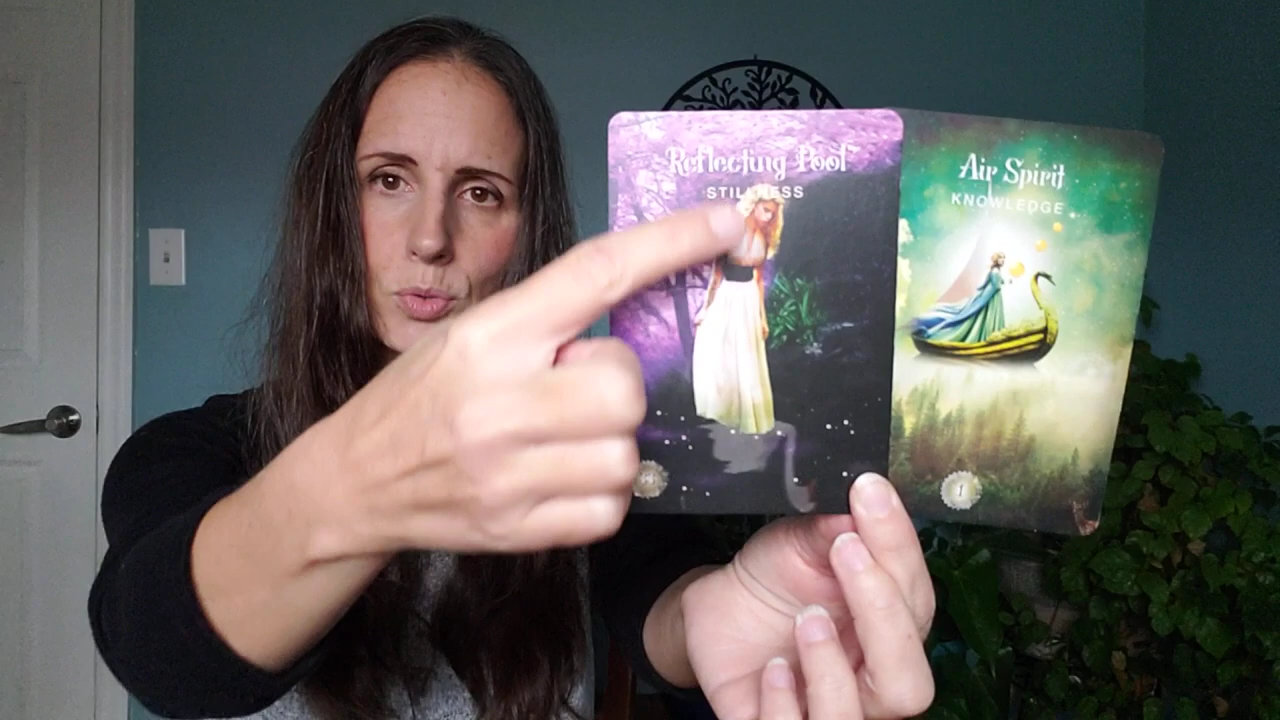 Reflecting Pool
STILLNESS
Air Spirit
KNOWLEDGE
1